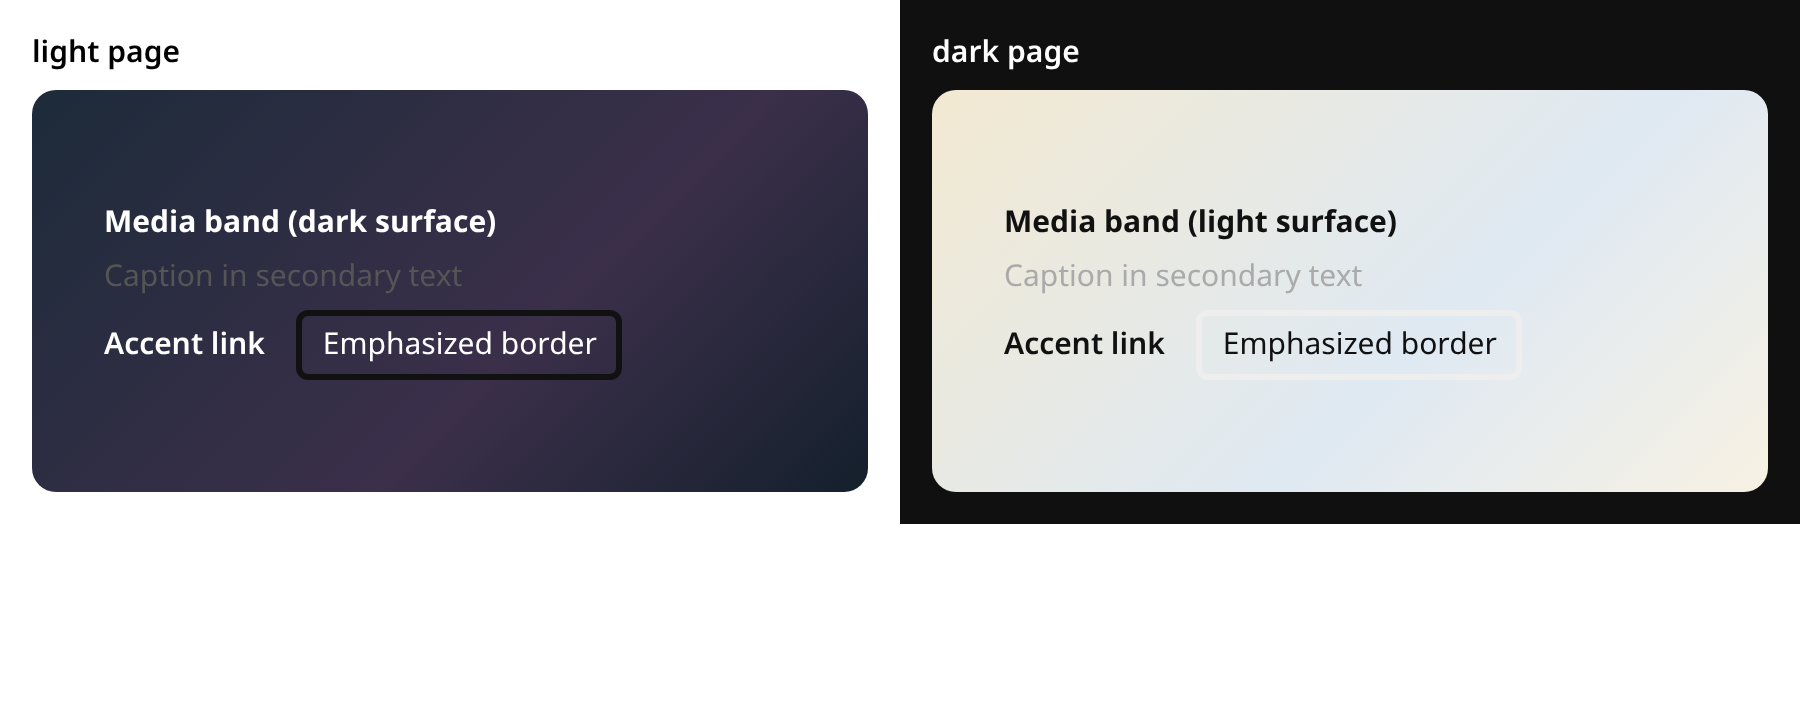 light page
Media band (dark surface)
Caption in secondary text
Accent link
Emphasized border
dark page
Media band (light surface)
Caption in secondary text
Accent link
Emphasized border